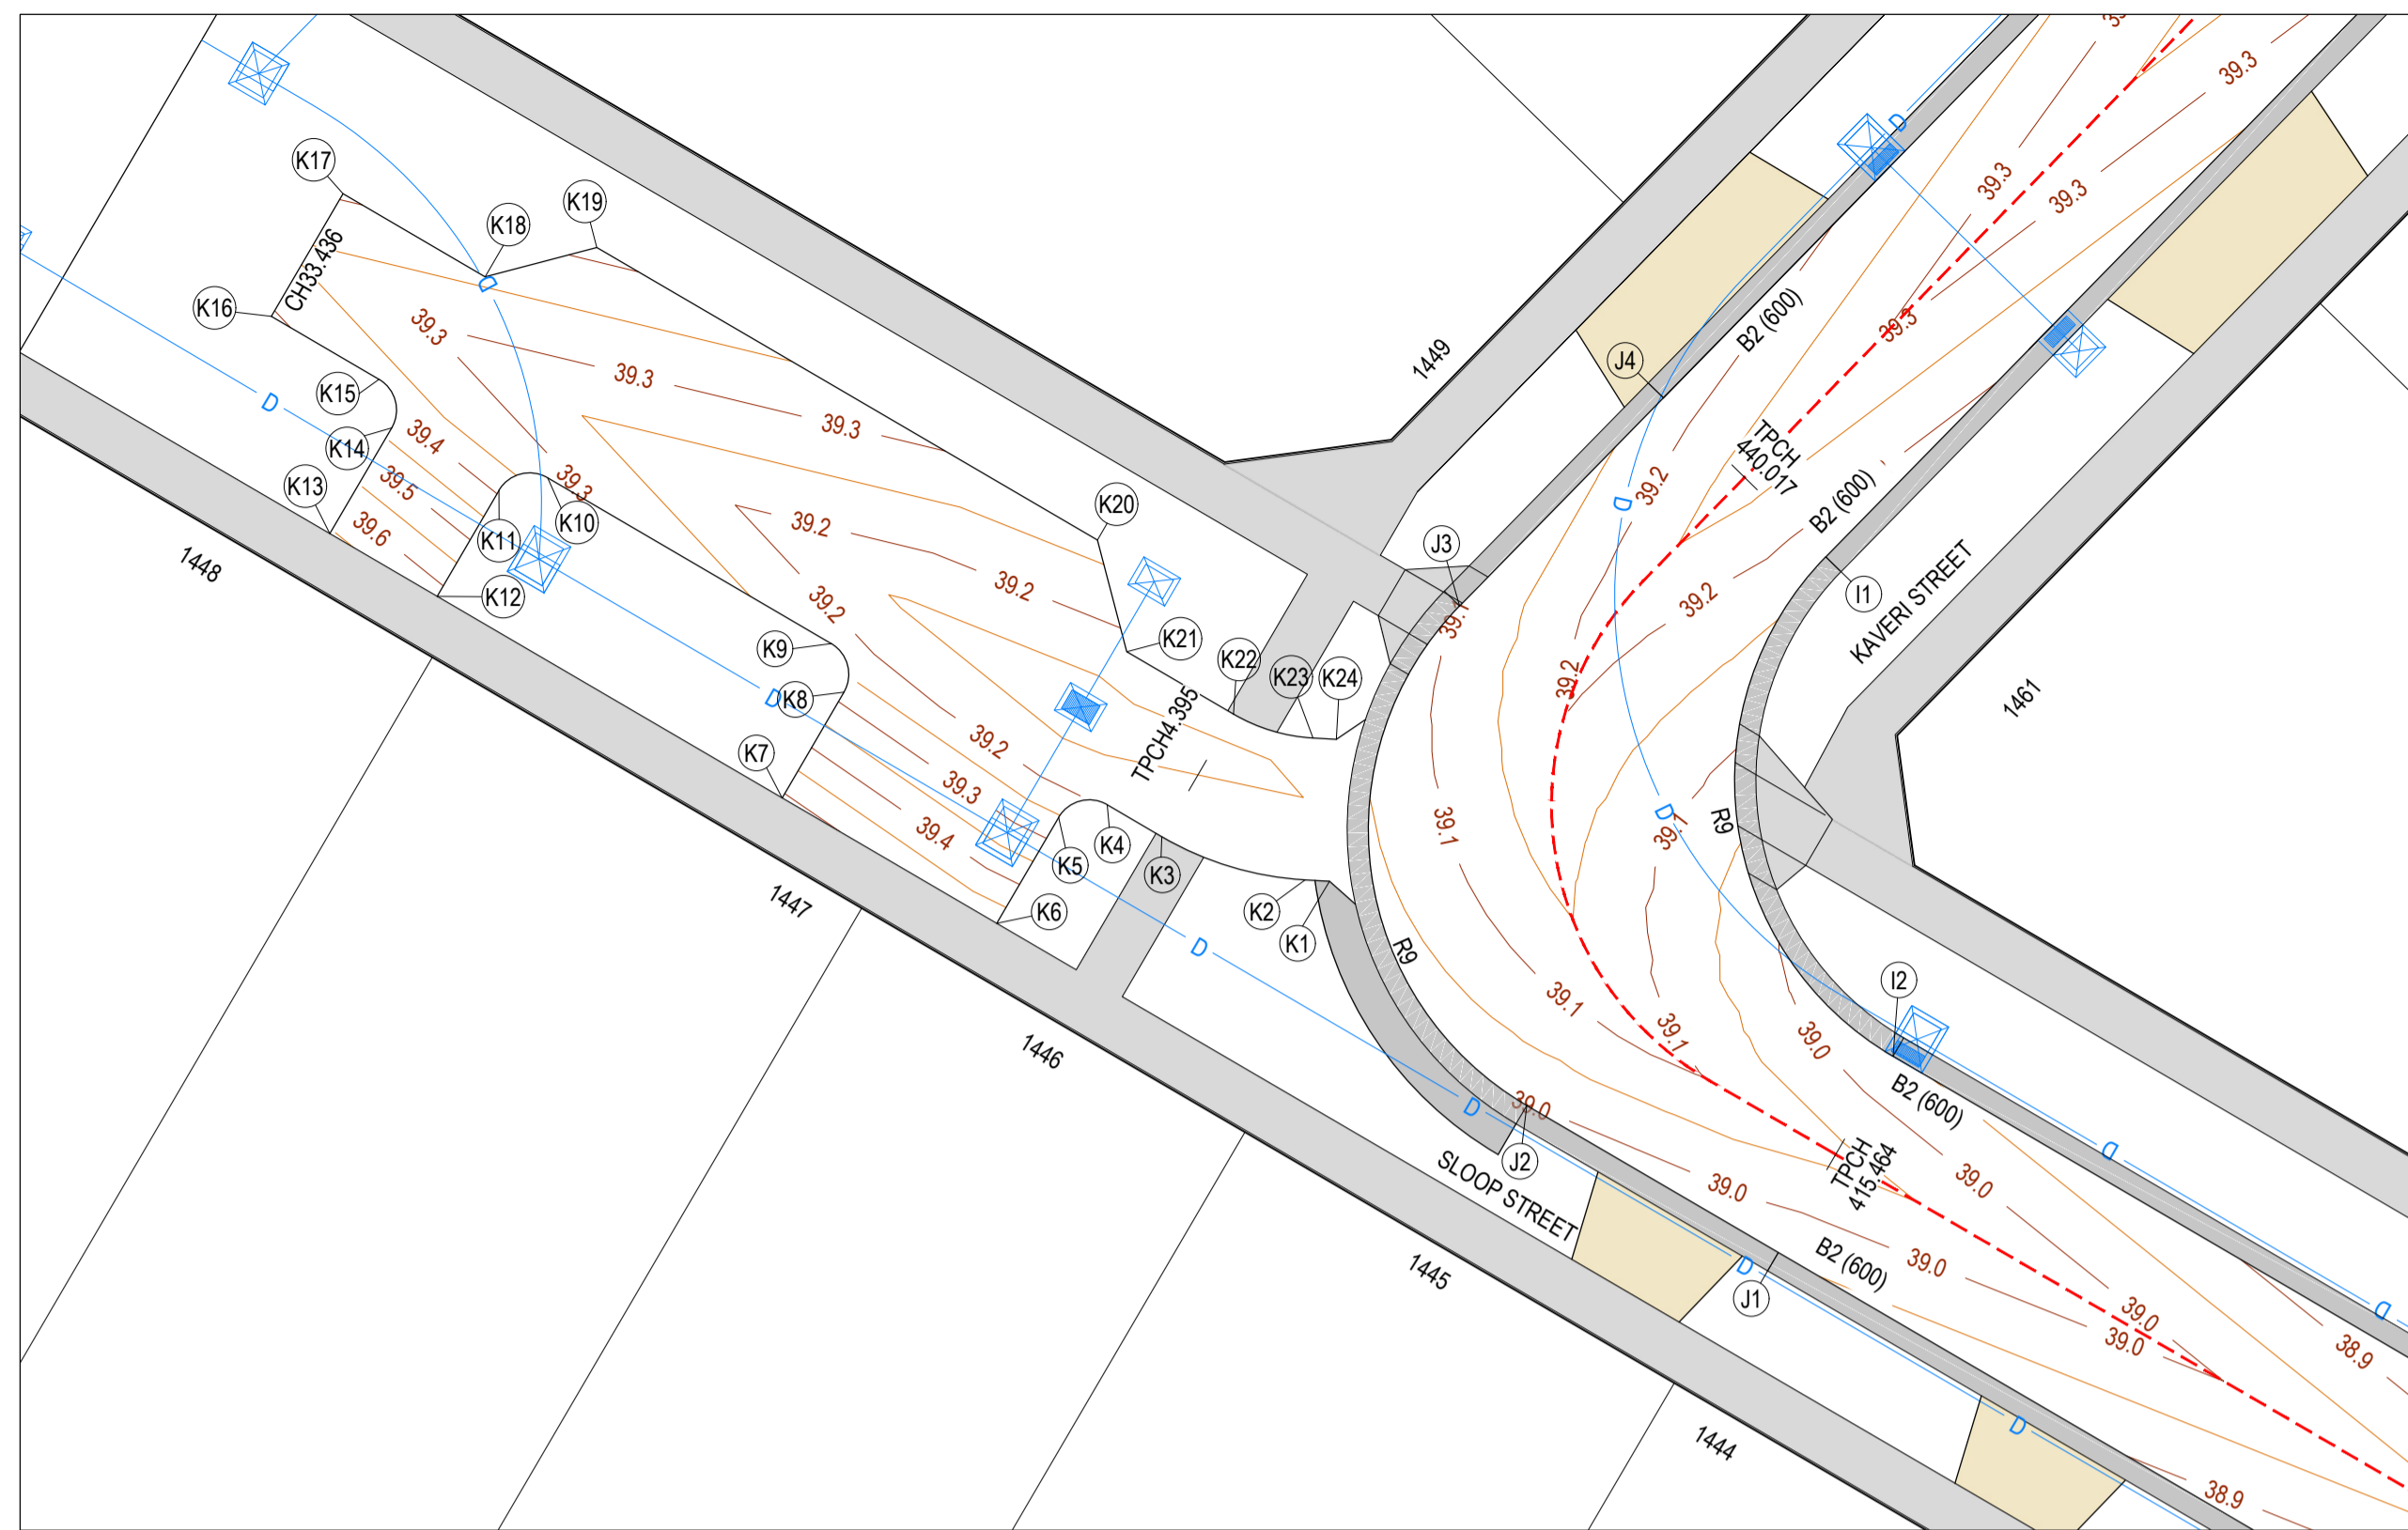 39.3
D
K17
K19
39.3
39.3
K18
CH33.436
D
K16
B2 (600)
39.3
39.3
J4
1449
K15
39.3
D
K14
39.4
39.3
TPCH
440.017
K13
39.5
39.3
39.2
B2 (600)
K20
D
39.6
K10
39.2
K11
J3
1448
K12
39.2
39.2
39.2
I1
KAVERI STREET
39.1
K21
K9
K22
K23
K24
39.2
1461
D
K8
TPCH4.395
39.2
K7
39.3
39.1
D
39.1
R9
39.4
K4
K5
K3
1447
K6
K2
K1
D
R9
I2
39.1
39.1
39.0
1446
39.0
D
B2 (600)
J2
SLOOP STREET
39.0
TPCH
415.464
39.0
D
1445
D
B2 (600)
39.0
J1
39.0
39.0
D
38.9
1444
D
38.9